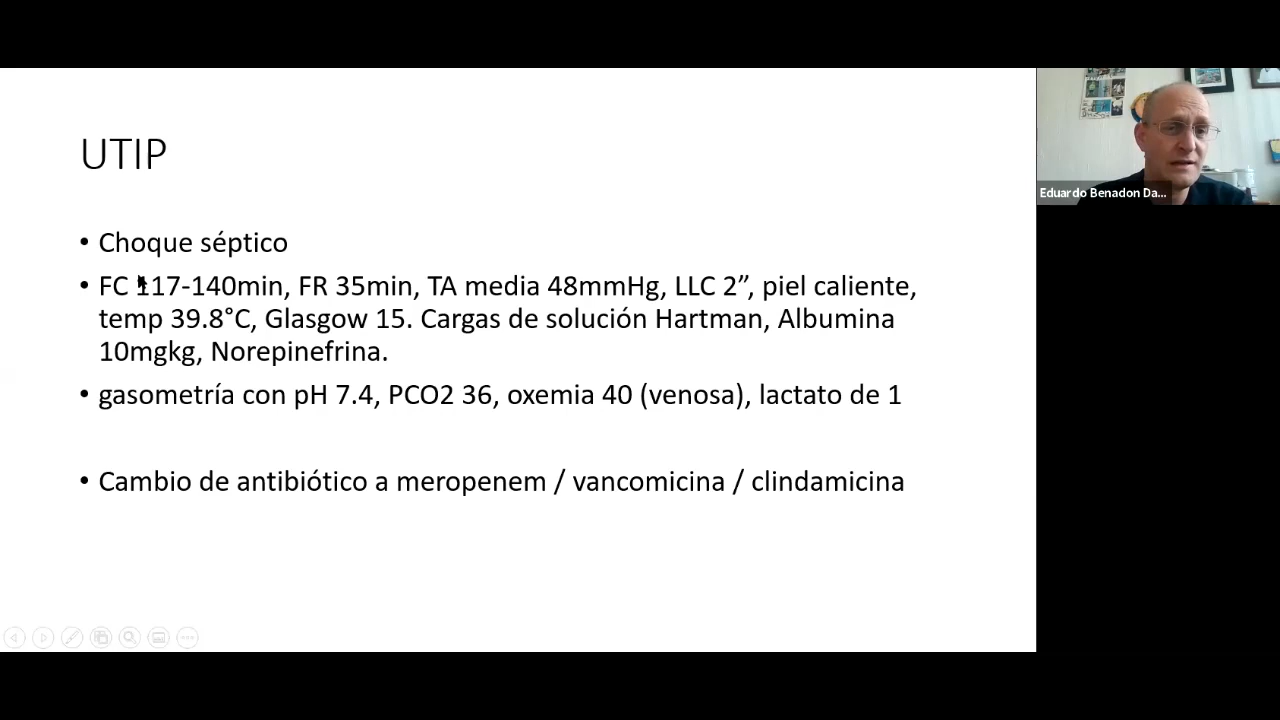 UTIP
• Choque séptico
• FC 117-140min, FR 35min, TA media 48mmHg, LLC 2”, piel caliente,
temp 39.8°C, Glasgow 15. Cargas de solución Hartman, Albumina
10mgkg, Norepinefrina.
• gasometría con pH 7.4, PCO2 36, oxemia 40 (venosa), lactato de 1
• Cambio de antibiótico a meropenem / vancomicina / clindamicina
Eduardo Benadon Da...